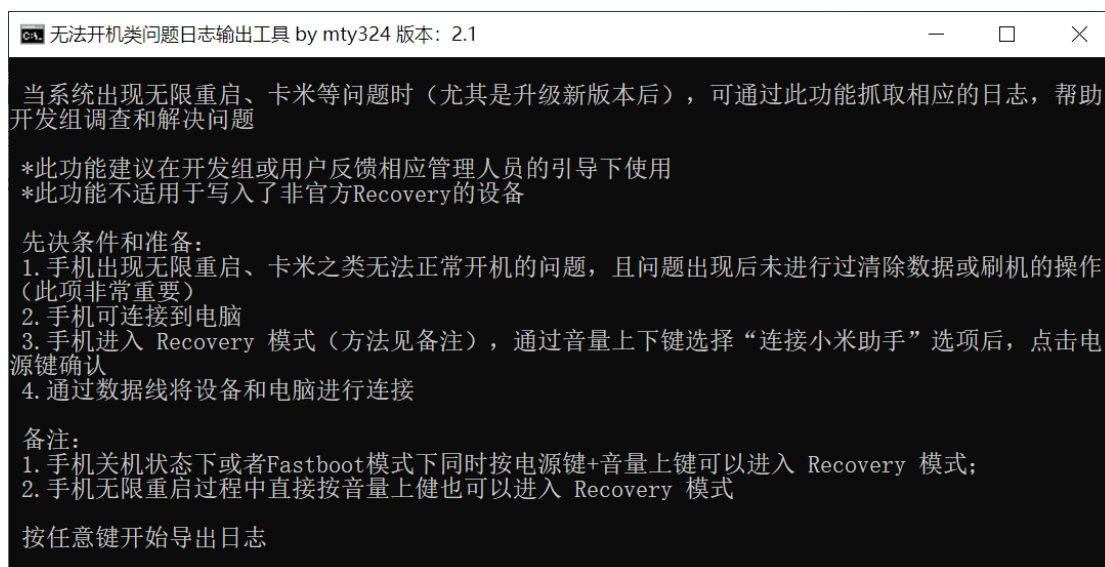 无法开机类问题日志输出工具 by mty324 版本：2.1
当系统出现无限重启、卡米等问题时（尤其是升级新版本后），可通过此功能抓取相应的日志，帮助
开发组调查和解决问题
*此功能建议在开发组或用户反馈相应管理人员的引导下使用
*此功能不适用于写入了非官方Recovery的设备
先决条件和准备：
1.手机出现无限重启、卡米之类无法正常开机的问题，且问题出现后未进行过清除数据或刷机的操作
（此项非常重要）
2.手机可连接到电脑
3.手机进入 Recovery 模式（方法见备注），通过音量上下键选择“连接小米助手”选项后，点击电
源键确认
4.通过数据线将设备和电脑进行连接
备注：
1.手机关机状态下或者Fastboot模式下同时按电源键+音量上键可以进入 Recovery 模式；
2.手机无限重启过程中直接按音量上健也可以进入 Recovery 模式
按任意键开始导出日志